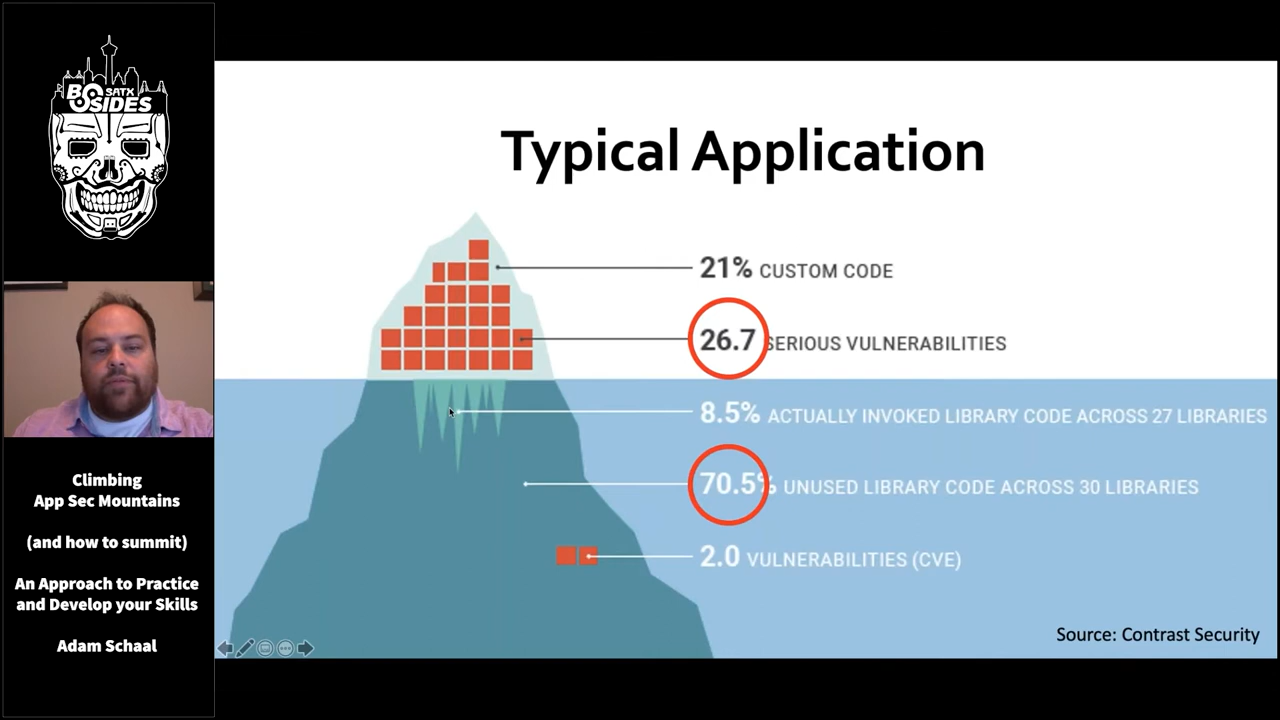 BSIDES
SATX
Climbing
App Sec Mountains
(and how to summit)
An Approach to Practice
and Develop your Skills
Adam Schaal
Typical Application
21% CUSTOM CODE
26.7 SERIOUS VULNERABILITIES
8.5% ACTUALLY INVOKED LIBRARY CODE ACROSS 27 LIBRARIES
70.5% UNUSED LIBRARY CODE ACROSS 30 LIBRARIES
2.0 VULNERABILITIES (CVE)
Source: Contrast Security